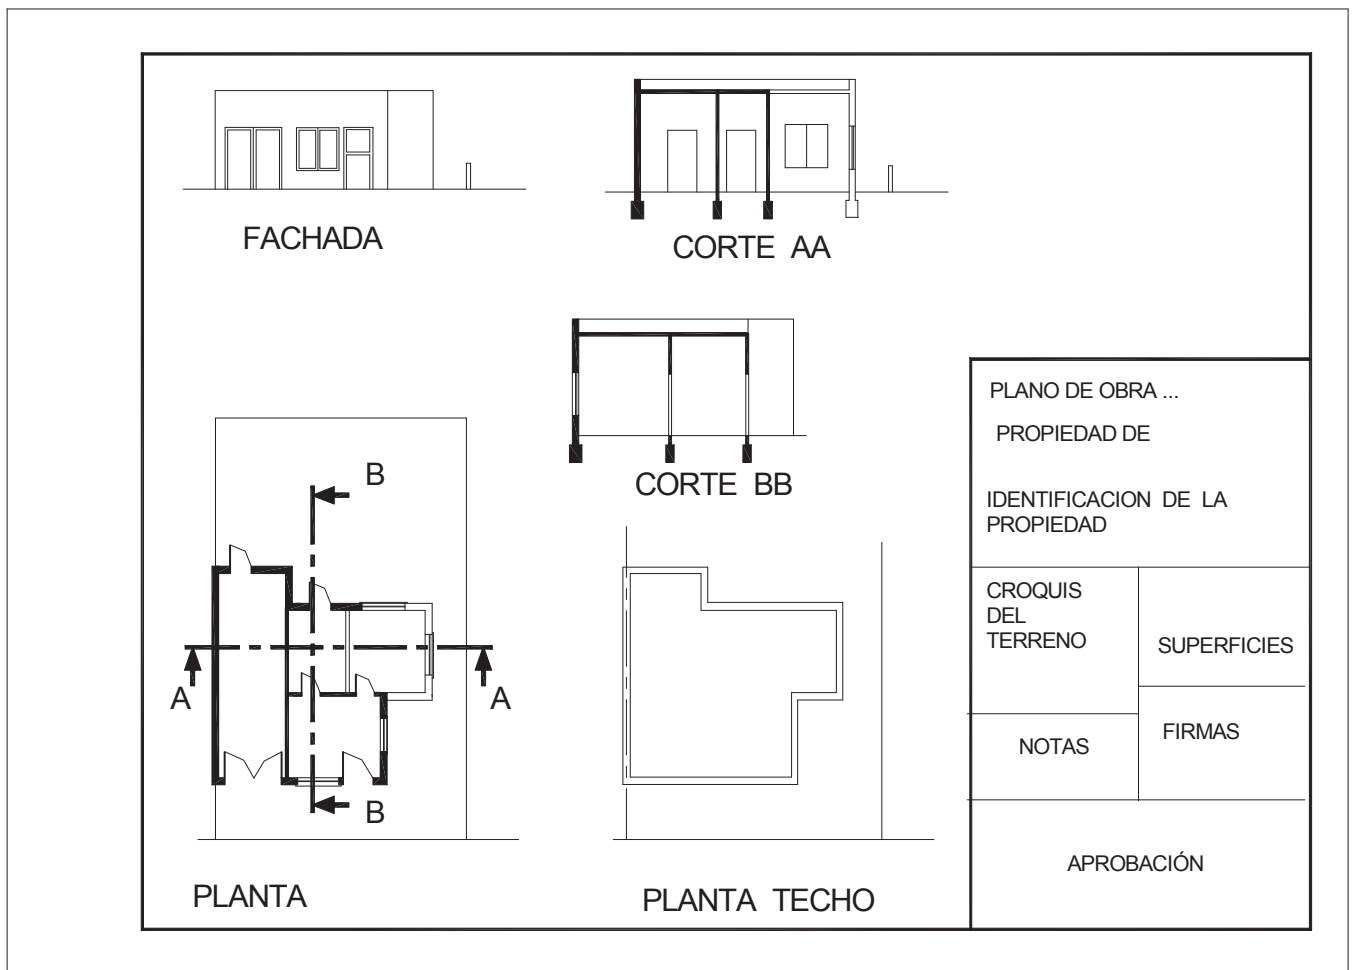 FACHADA
CORTE AA
CORTE BB
B
A
A
B
PLANTA
PLANTA TECHO
PLANO DE OBRA ...
PROPIEDAD DE
IDENTIFICACION DE LA
PROPIEDAD
CROQUIS
DEL
TERRENO
SUPERFICIES
NOTAS
FIRMAS
APROBACIÓN